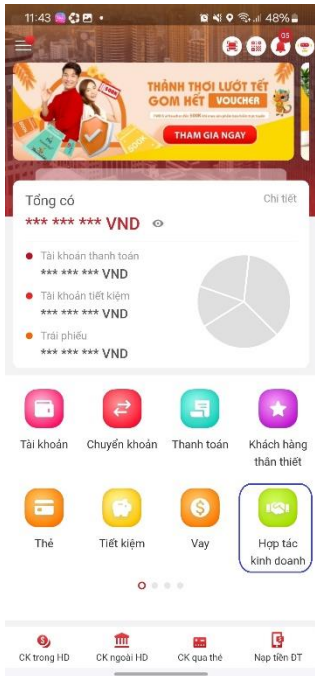 11:43
48%
05
THẢNH THƠI LƯỚT TẾT
GOM HẾT VOUCHER
THAM GIA NGAY
Tổng có
Chi tiết
*** *** *** VND
Tài khoản thanh toán
*** *** *** VND
Tài khoản tiết kiệm
*** *** *** VND
Trái phiếu
*** *** *** VND
Tài khoản
Chuyển khoản
Thanh toán
Khách hàng
thân thiết
Thẻ
Tiết kiệm
Vay
Hợp tác
kinh doanh
CK trong HD
CK ngoài HD
CK qua thẻ
Nạp tiền ĐT